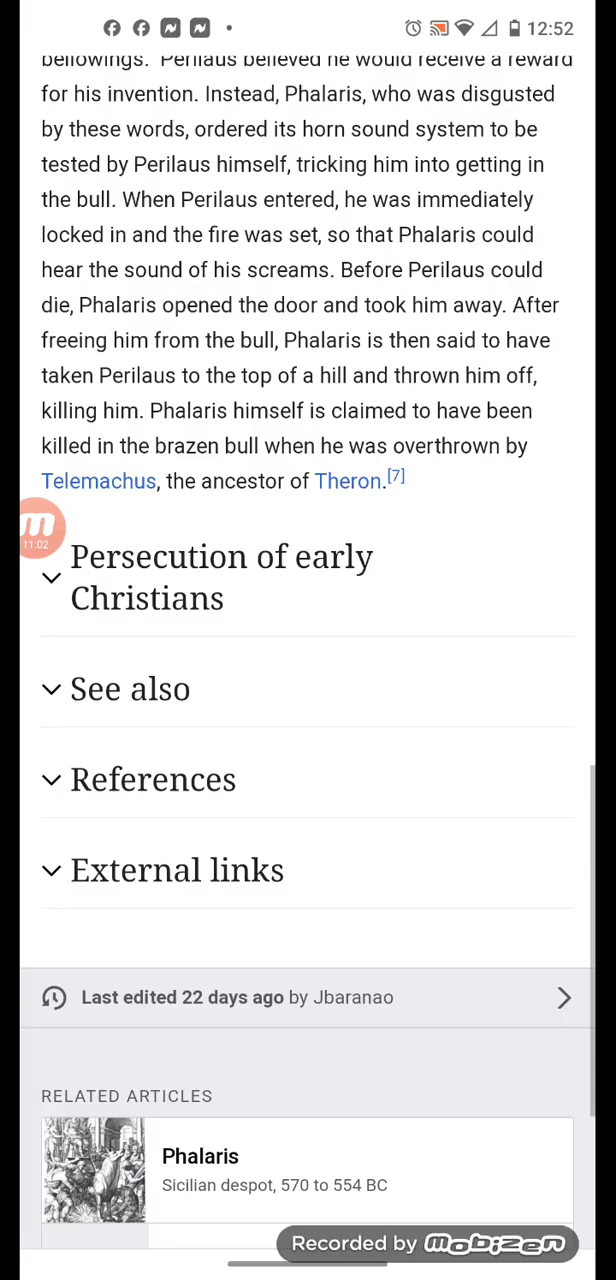 12:52
bellowings." Perilaus believed he would receive a reward
for his invention. Instead, Phalaris, who was disgusted
by these words, ordered its horn sound system to be
tested by Perilaus himself, tricking him into getting in
the bull. When Perilaus entered, he was immediately
locked in and the fire was set, so that Phalaris could
hear the sound of his screams. Before Perilaus could
die, Phalaris opened the door and took him away. After
freeing him from the bull, Phalaris is then said to have
taken Perilaus to the top of a hill and thrown him off,
killing him. Phalaris himself is claimed to have been
killed in the brazen bull when he was overthrown by
Telemachus, the ancestor of Theron.[7]
m
11:02
Persecution of early
Christians
See also
References
External links
Last edited 22 days ago by Jbaranao
RELATED ARTICLES
Phalaris
Sicilian despot, 570 to 554 BC
Recorded by mobizen